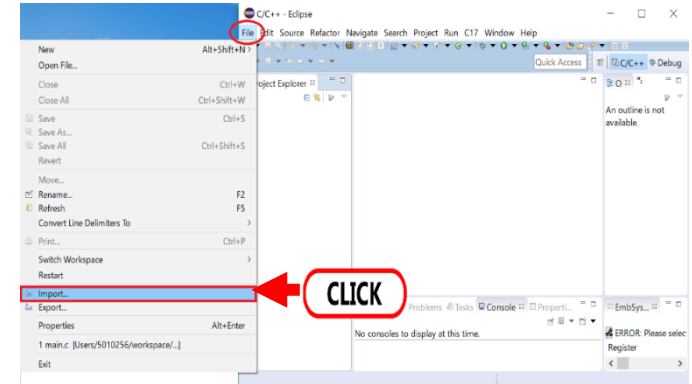 C/C++ - Eclipse
File Edit Source Refactor Navigate Search Project Run C17 Window Help
New Alt+Shift+N >
Open File...
Close Ctrl+W
Close All Ctrl+Shift+W
Save Ctrl+S
Save As...
Save All Ctrl+Shift+S
Revert
Move...
Rename... F2
Refresh F5
Convert Line Delimiters To >
Print... Ctrl+P
Switch Workspace >
Restart
Import...
Export...
Properties Alt+Enter
1 main.c [Users/5010256/workspace/...]
Exit
Quick Access
C/C++ Debug
roject Explorer
O
An outline is not
available.
CLICK
Problems Tasks Console Properti...
No consoles to display at this time.
EmbSys...
ERROR: Please selec
Register